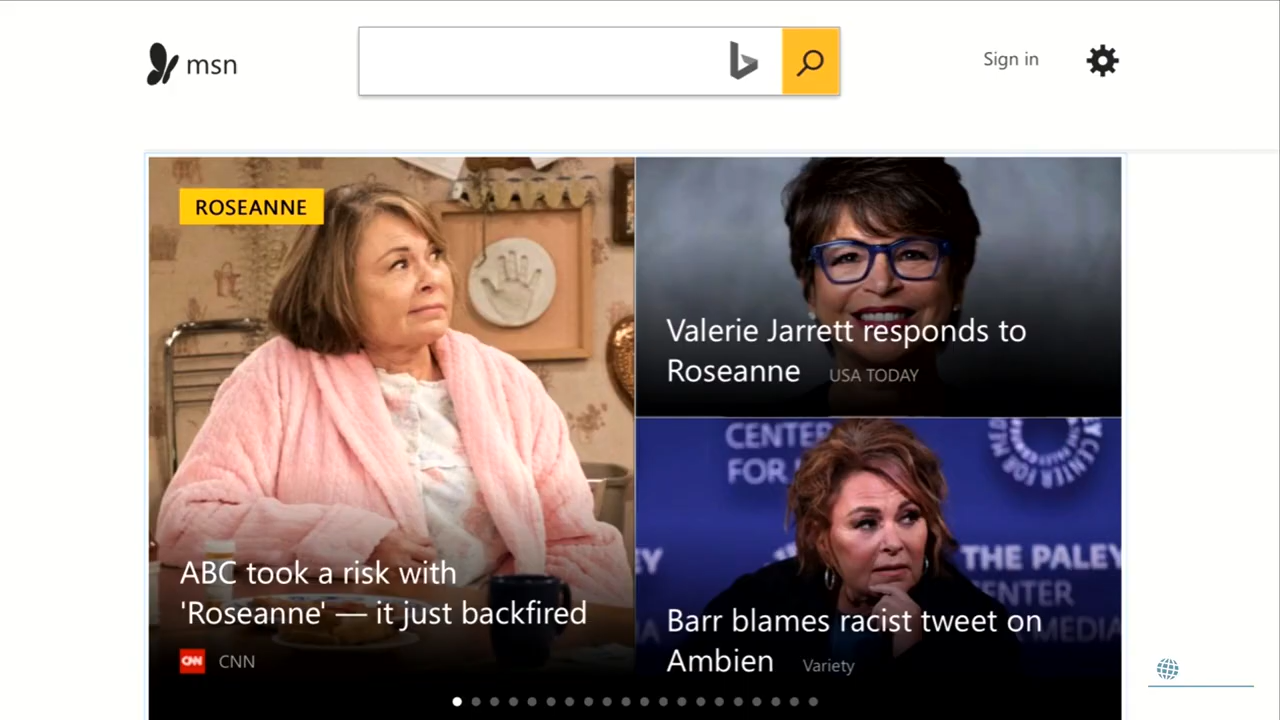 msn
Sign in
ROSEANNE
ABC took a risk with
'Roseanne' — it just backfired
CNN CNN
Valerie Jarrett responds to
Roseanne USA TODAY
CENTER
FOR
THE PALEY
CENTER
MEDIA
Barr blames racist tweet on
Ambien Variety